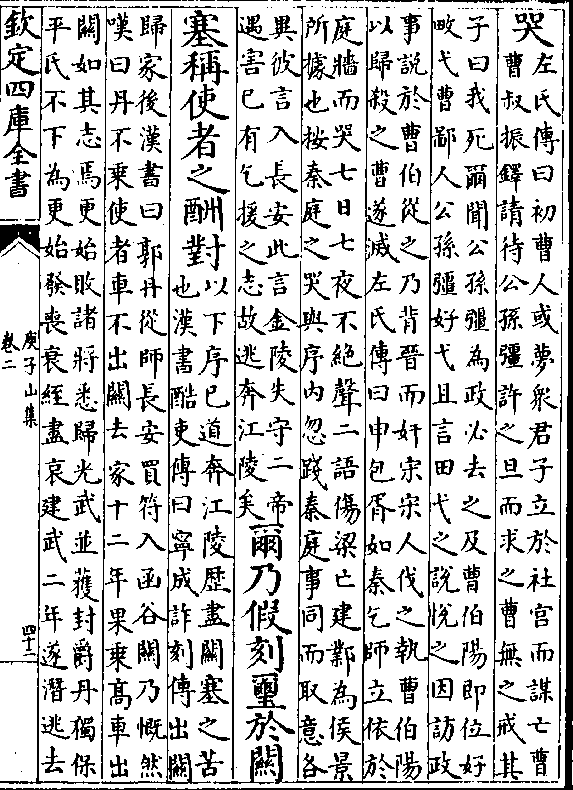 哭左氏傳曰初曹人或夢衆君子立於社宫而謀亡曹
曹叔振鐸請待公孫彊許之旦而求之曹無之戒其
子曰我死爾聞公孫彊為政必去之及曹伯陽即位好
畋弋曹鄙人公孫彊好弋且言田弋之說悅之因訪政
事說於曹伯從之乃背晉而奸宋宋人伐之執曹伯陽
以歸殺之曹遂滅左氏傳曰申包胥如秦乞師立依於
庭牆而哭七日七夜不絕聲二語傷梁亡建鄴為侯景
所據也按秦庭之哭與序内忽踐秦庭事同而取意各
異彼言入長安此言金陵失守二帝
遇害已有乞援之志故逃奔江陵矣
爾乃假刻璽於關
塞稱使者之酬對
以下序已道奔江陵歷盡關塞之苦
也漢書酷吏傳曰寧成詐刻傳出關
歸家後漢書曰郭丹從師長安買符入函谷關乃慨然
嘆曰丹不乗使者車不出關去家十二年果乗髙車出
關如其志焉更始敗諸將悉歸光武並獲封爵丹獨保
平氏不下為更始發喪衰絰盡哀建武二年遂潛逃去
欽定四庫全書
庾子山集
卷二
四十二